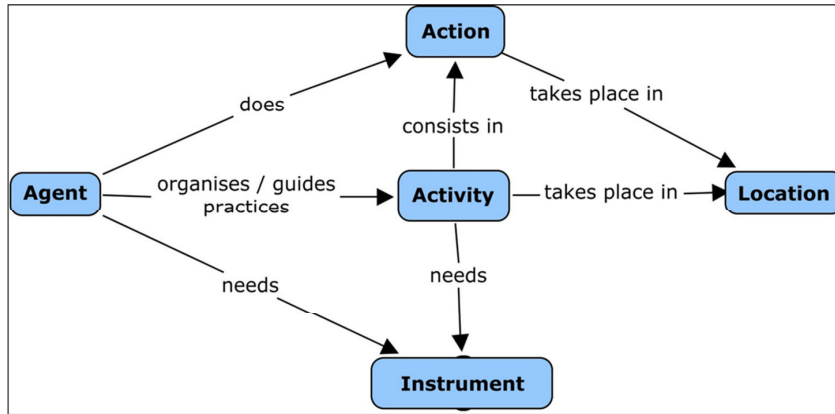 Action
does
takes place in
consists in
Agent
organises / guides
practices
Activity
takes place in
Location
needs
needs
Instrument